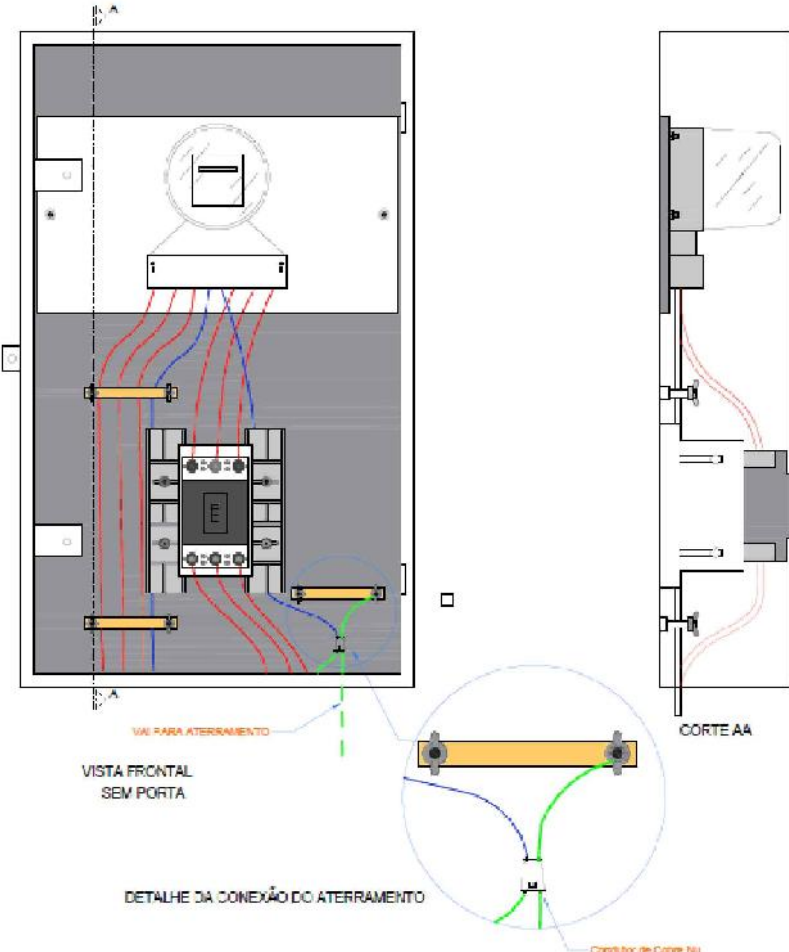 A
A
VAI PARA ATERRAMENTO
CORTE AA
VISTA FRONTAL
SEM PORTA
DETALHE DA CONEXÃO DO ATERRAMENTO
Condutor de Cobre Nu